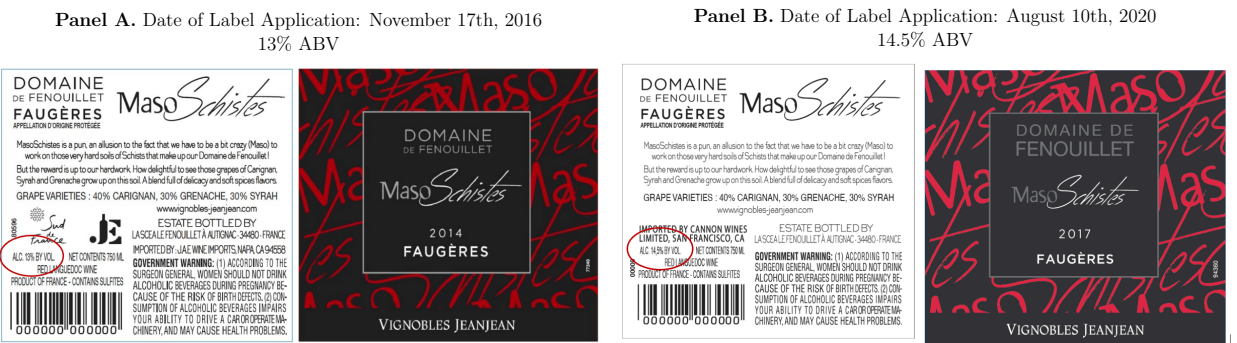 Panel A. Date of Label Application: November 17th, 2016
13% ABV
DOMAINE
DE FENOUILLET
FAUGÈRES
APPELLATION D'ORIGINE PROTÉGÉE
MasoSchistes
MasoSchistes is a pun, an allusion to the fact that we have to be a bit crazy (Maso) to
work on those very hard soils of Schists that make up our Domaine de Fenouillet !
But the reward is up to our hardwork. How delightful to see those grapes of Carignan,
Syrah and Grenache grow up on this soil. A blend full of delicacy and soft spices flavors.
GRAPE VARIETIES : 40% CARIGNAN, 30% GRENACHE, 30% SYRAH
www.vignobles-jeanjean.com
Sud
de
France
JE
ESTATE BOTTLED BY
LA SCEA LE FENOUILLET À AUTIGNAC - 34480 - FRANCE
ALC. 13% BY VOL. NET CONTENTS 750 ML
RED LANGUEDOC WINE
PRODUCT OF FRANCE - CONTAINS SULFITES
000000 000000
IMPORTED BY : JAE WINE IMPORTS, NAPA, CA 94558
GOVERNMENT WARNING: (1) ACCORDING TO THE
SURGEON GENERAL, WOMEN SHOULD NOT DRINK
ALCOHOLIC BEVERAGES DURING PREGNANCY BE-
CAUSE OF THE RISK OF BIRTH DEFECTS. (2) CON-
SUMPTION OF ALCOHOLIC BEVERAGES IMPAIRS
YOUR ABILITY TO DRIVE A CAR OR OPERATE MA-
CHINERY, AND MAY CAUSE HEALTH PROBLEMS.
DOMAINE
DE FENOUILLET
MasoSchistes
2014
FAUGÈRES
VIGNOBLES JEANJEAN
Panel B. Date of Label Application: August 10th, 2020
14.5% ABV
DOMAINE
DE FENOUILLET
FAUGÈRES
APPELLATION D'ORIGINE PROTÉGÉE
MasoSchistes
MasoSchistes is a pun, an allusion to the fact that we have to be a bit crazy (Maso) to
work on those very hard soils of Schists that make up our Domaine de Fenouillet !
But the reward is up to our hardwork. How delightful to see those grapes of Carignan,
Syrah and Grenache grow up on this soil. A blend full of delicacy and soft spices flavors.
GRAPE VARIETIES : 40% CARIGNAN, 30% GRENACHE, 30% SYRAH
www.vignobles-jeanjean.com
IMPORTED BY CANNON WINES
LIMITED, SAN FRANCISCO, CA
ALC. 14,5% BY VOL. NET CONTENTS 750 ML
RED LANGUEDOC WINE
PRODUCT OF FRANCE - CONTAINS SULFITES
000000 000000
ESTATE BOTTLED BY
LA SCEA LE FENOUILLET À AUTIGNAC - 34480 - FRANCE
GOVERNMENT WARNING: (1) ACCORDING TO THE
SURGEON GENERAL, WOMEN SHOULD NOT DRINK
ALCOHOLIC BEVERAGES DURING PREGNANCY BE-
CAUSE OF THE RISK OF BIRTH DEFECTS. (2) CON-
SUMPTION OF ALCOHOLIC BEVERAGES IMPAIRS
YOUR ABILITY TO DRIVE A CAR OR OPERATE MA-
CHINERY, AND MAY CAUSE HEALTH PROBLEMS.
DOMAINE DE
FENOUILLET
MasoSchistes
2017
FAUGÈRES
94380
VIGNOBLES JEANJEAN